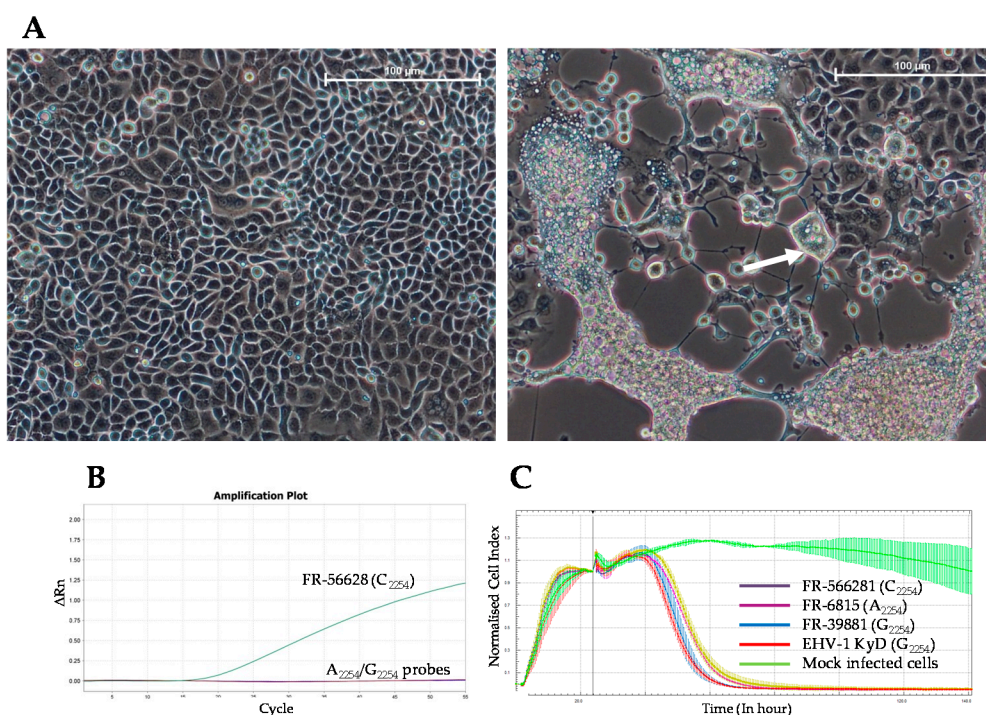 A
100 µm
100 µm
B
Amplification Plot
ΔRn
2.00
1.75
1.50
1.25
1.00
0.75
0.50
0.25
0.00
FR-56628 (C2254)
A2254/G2254 probes
5
10
15
20
25
30
35
40
45
50
55
Cycle
C
Normalised Cell Index
FR-566281 (C2254)
FR-6815 (A2254)
FR-39881 (G2254)
EHV-1 KyD (G2254)
Mock infected cells
Time (In hour)